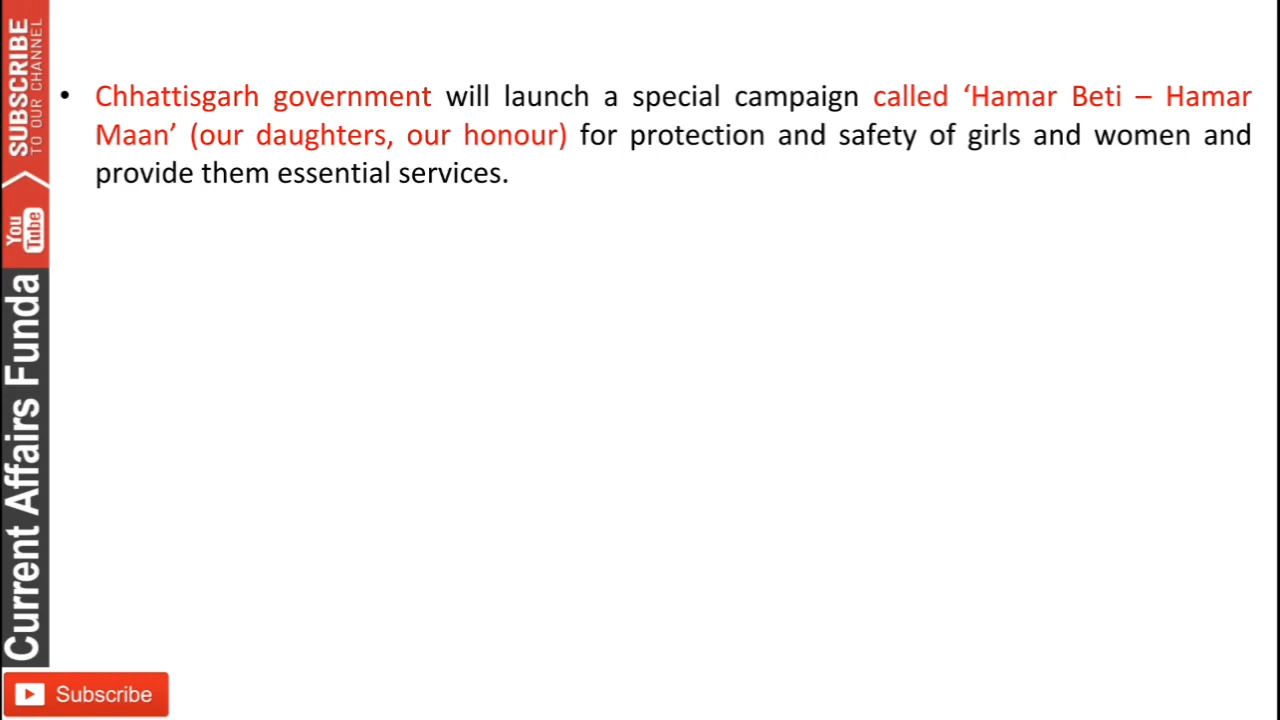 SUBSCRIBE
TO OUR CHANNEL
You
Tube
Current Affairs Funda
• Chhattisgarh government will launch a special campaign called ‘Hamar Beti – Hamar
Maan’ (our daughters, our honour) for protection and safety of girls and women and
provide them essential services.
Subscribe